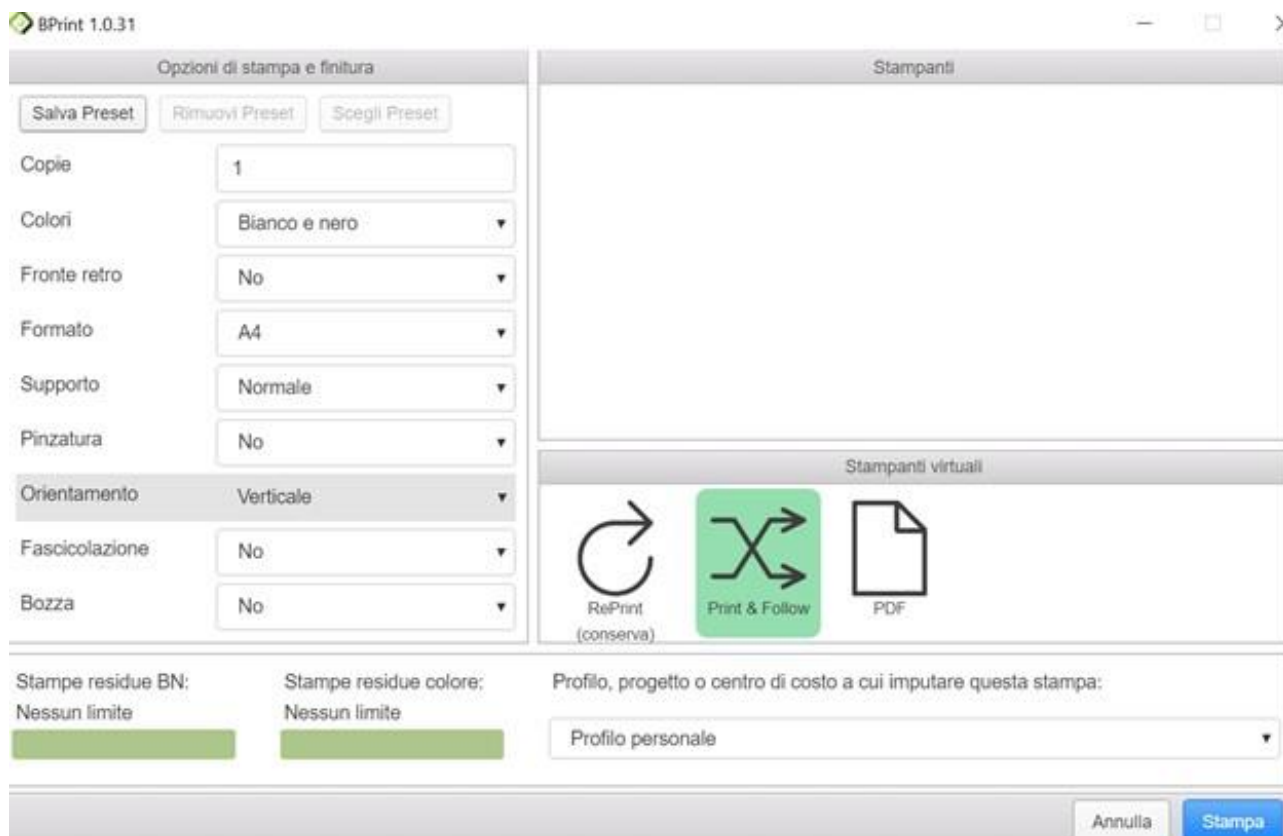 BPrint 1.0.31
Opzioni di stampa e finitura
Salva Preset Rimuovi Preset Scegli Preset
Copie 1
Colori Bianco e nero
Fronte retro No
Formato A4
Supporto Normale
Pinzatura No
Orientamento Verticale
Fascicolazione No
Bozza No
Stampanti
Stampanti virtuali
RePrint
(conserva)
Print & Follow
PDF
Stampe residue BN:
Nessun limite
Stampe residue colore:
Nessun limite
Profilo, progetto o centro di costo a cui imputare questa stampa:
Profilo personale
Annulla Stampa